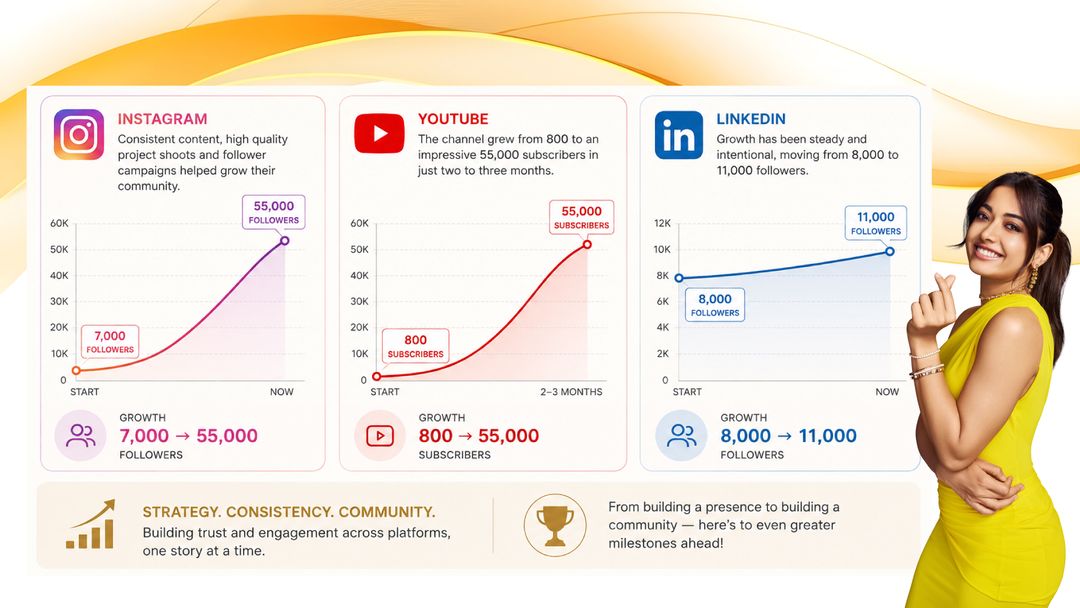 INSTAGRAM
Consistent content, high quality
project shoots and follower
campaigns helped grow their
community.
55,000
FOLLOWERS
60K
50K
40K
30K
20K
10K
0
7,000
FOLLOWERS
START
NOW
GROWTH
7,000 → 55,000
FOLLOWERS
YOUTUBE
The channel grew from 800 to an
impressive 55,000 subscribers in
just two to three months.
55,000
SUBSCRIBERS
60K
50K
40K
30K
20K
10K
0
800
SUBSCRIBERS
START
2–3 MONTHS
GROWTH
800 → 55,000
SUBSCRIBERS
in
LINKEDIN
Growth has been steady and
intentional, moving from 8,000 to
11,000 followers.
11,000
FOLLOWERS
12K
10K
8K
6K
4K
2K
0
8,000
FOLLOWERS
START
NOW
GROWTH
8,000 → 11,000
FOLLOWERS
STRATEGY. CONSISTENCY. COMMUNITY.
Building trust and engagement across platforms,
one story at a time.
From building a presence to building a
community — here's to even greater
milestones ahead!